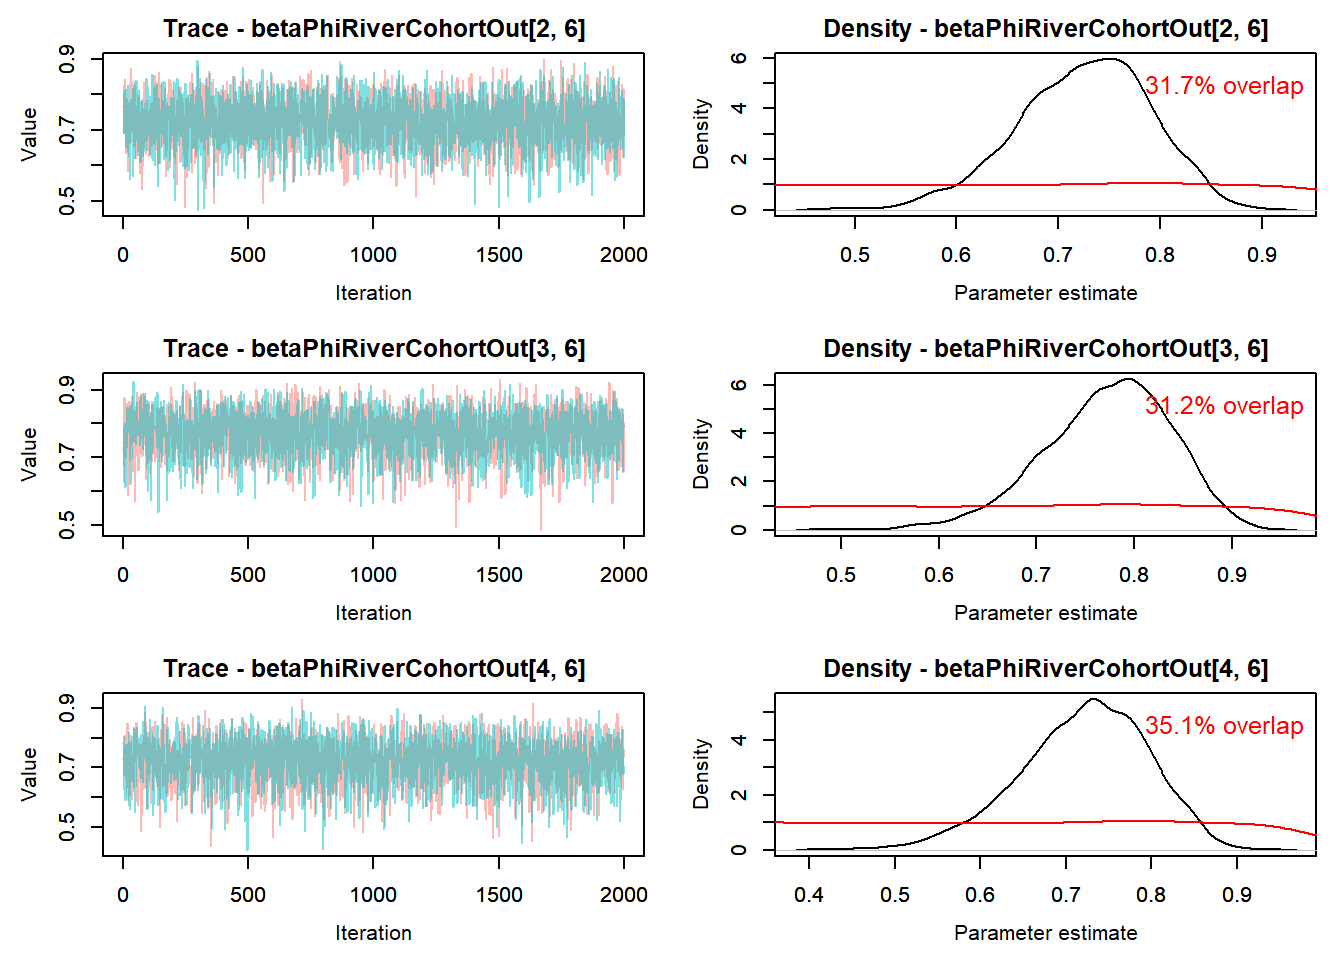 Trace - betaPhiRiverCohortOut[2, 6]
Value
0.5 0.7 0.9
0 500 1000 1500 2000
Iteration
Density - betaPhiRiverCohortOut[2, 6]
31.7% overlap
Density
0 2 4 6
0.5 0.6 0.7 0.8 0.9
Parameter estimate
Trace - betaPhiRiverCohortOut[3, 6]
Value
0.5 0.7 0.9
0 500 1000 1500 2000
Iteration
Density - betaPhiRiverCohortOut[3, 6]
31.2% overlap
Density
0 2 4 6
0.5 0.6 0.7 0.8 0.9
Parameter estimate
Trace - betaPhiRiverCohortOut[4, 6]
Value
0.5 0.7 0.9
0 500 1000 1500 2000
Iteration
Density - betaPhiRiverCohortOut[4, 6]
35.1% overlap
Density
0 2 4
0.4 0.5 0.6 0.7 0.8 0.9
Parameter estimate